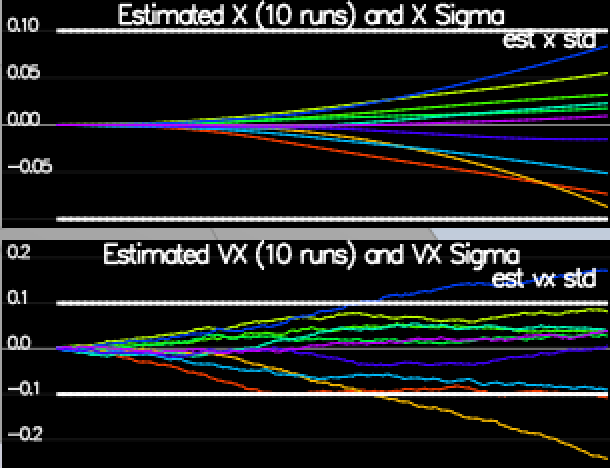 Estimated X (10 runs) and X Sigma
0.10
est x std
0.05
0.00
−0.05
Estimated VX (10 runs) and VX Sigma
0.2
est vx std
0.1
0.0
−0.1
−0.2